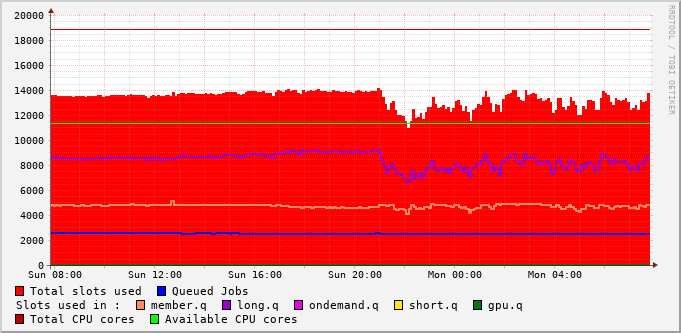 20000
18000
16000
14000
12000
10000
8000
6000
4000
2000
0
Sun 08:00 Sun 12:00 Sun 16:00 Sun 20:00 Mon 00:00 Mon 04:00
Total slots used Queued Jobs
Slots used in : member.q long.q ondemand.q short.q gpu.q
Total CPU cores Available CPU cores
RRDTOOL / TOBI OETIKER